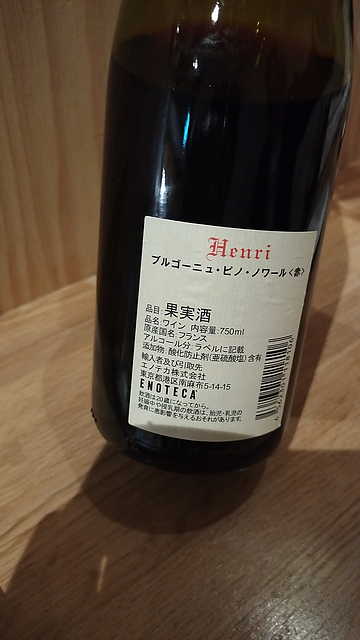 Henri
ブルゴーニュ・ピノ・ノワール<赤>
品目:果実酒
品名:ワイン 内容量:750ml
原産国名:フランス
アルコール分:ラベルに記載
添加物:酸化防止剤(亜硫酸塩)含有
輸入者及び引取先
エノテカ株式会社
東京都港区南麻布5-14-15
ENOTECA
飲酒は20歳になってから。
妊娠中や授乳期の飲酒は、胎児・乳児の
発育に悪影響を与えるおそれがあります。